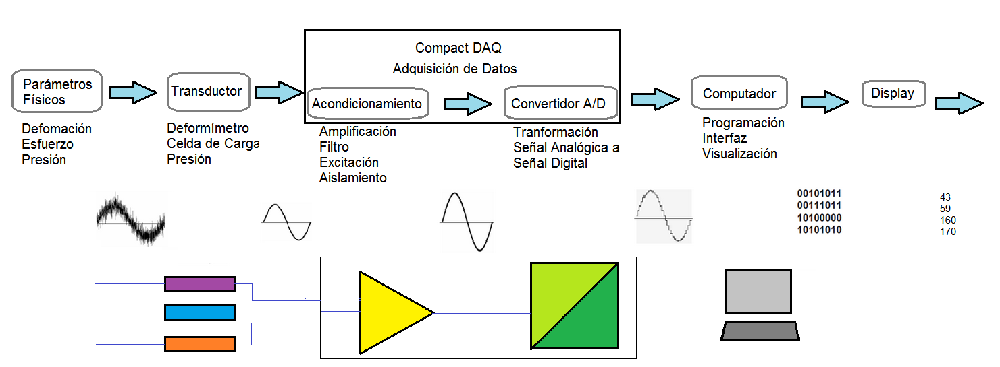 Compact DAQ
Adquisición de Datos
Parámetros
Físicos
Transductor
Acondicionamiento
Convertidor A/D
Computador
Display
Defomación
Esfuerzo
Presión
Deformímetro
Celda de Carga
Presión
Amplificación
Filtro
Excitación
Aislamiento
Tranformación
Señal Analógica a
Señal Digital
Programación
Interfaz
Visualización
00101011
00111011
10100000
10101010
43
59
160
170